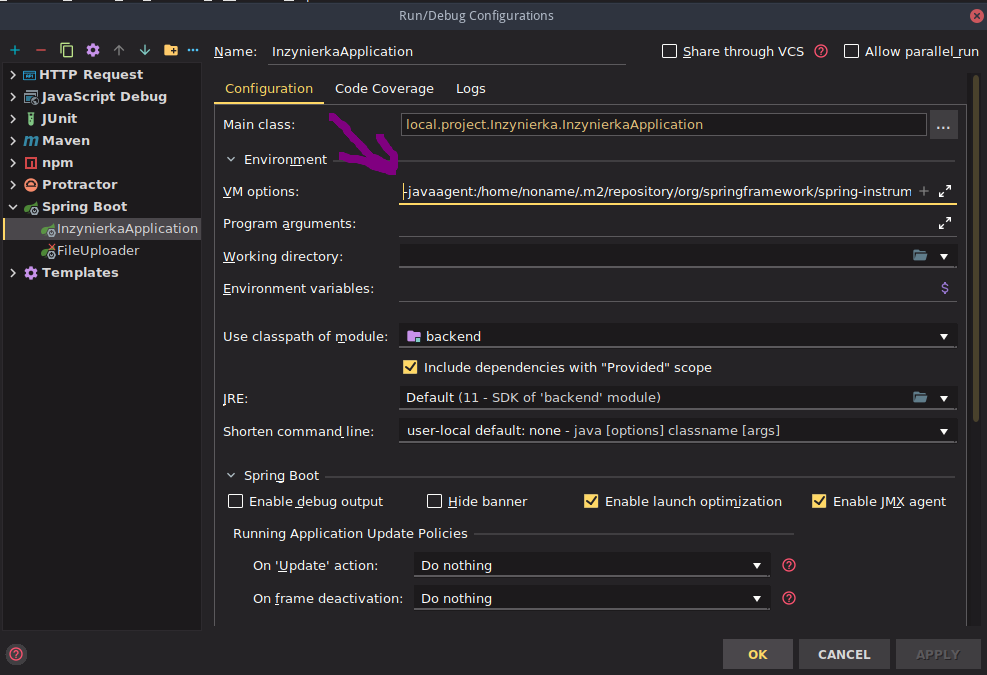 Run/Debug Configurations
Name: InzynierkaApplication Share through VCS ? Allow parallel run
HTTP Request
JavaScript Debug
JUnit
Maven
npm
Protractor
Spring Boot
InzynierkaApplication
FileUploader
Templates
Configuration Code Coverage Logs
Main class: local.project.Inzynierka.InzynierkaApplication ...
Environment
VM options: -javaagent:/home/noname/.m2/repository/org/springframework/spring-instrum
Program arguments:
Working directory:
Environment variables: $
Use classpath of module: backend
Include dependencies with "Provided" scope
JRE: Default (11 - SDK of 'backend' module)
Shorten command line: user-local default: none - java [options] classname [args]
Spring Boot
Enable debug output Hide banner Enable launch optimization Enable JMX agent
Running Application Update Policies
On 'Update' action: Do nothing ?
On frame deactivation: Do nothing ?
? OK CANCEL APPLY